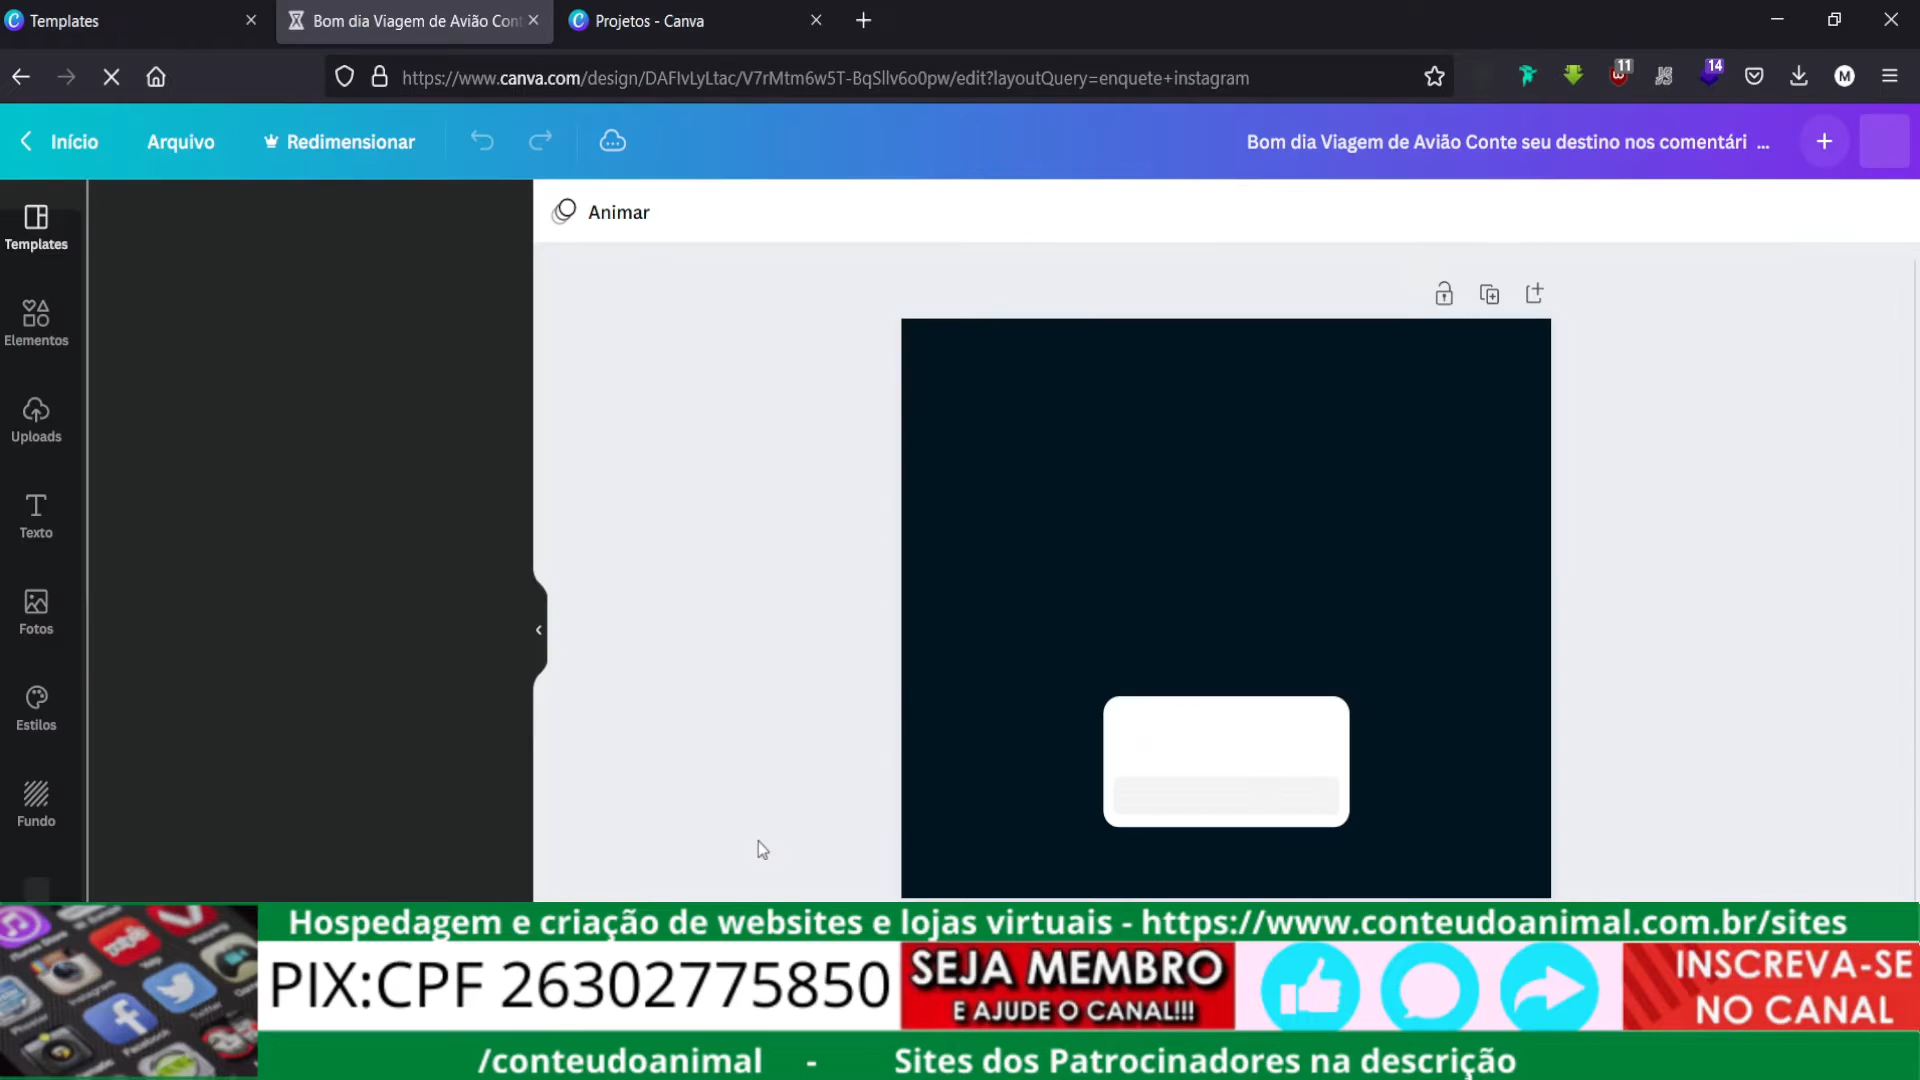 Templates
Bom dia Viagem de Avião Cont
Projetos - Canva
https://www.canva.com/design/DAFIvLyLtac/V7rMtm6w5T-BqSllv6o0pw/edit?layoutQuery=enquete+instagram
11
14
M
Início
Arquivo
Redimensionar
Bom dia Viagem de Avião Conte seu destino nos comentári ...
Animar
Templates
Elementos
Uploads
Texto
Fotos
Estilos
Fundo
Hospedagem e criação de websites e lojas virtuais - https://www.conteudoanimal.com.br/sites
PIX:CPF 26302775850
SEJA MEMBRO
E AJUDE O CANAL!!!
INSCREVA-SE
NO CANAL
/conteudoanimal - Sites dos Patrocinadores na descrição